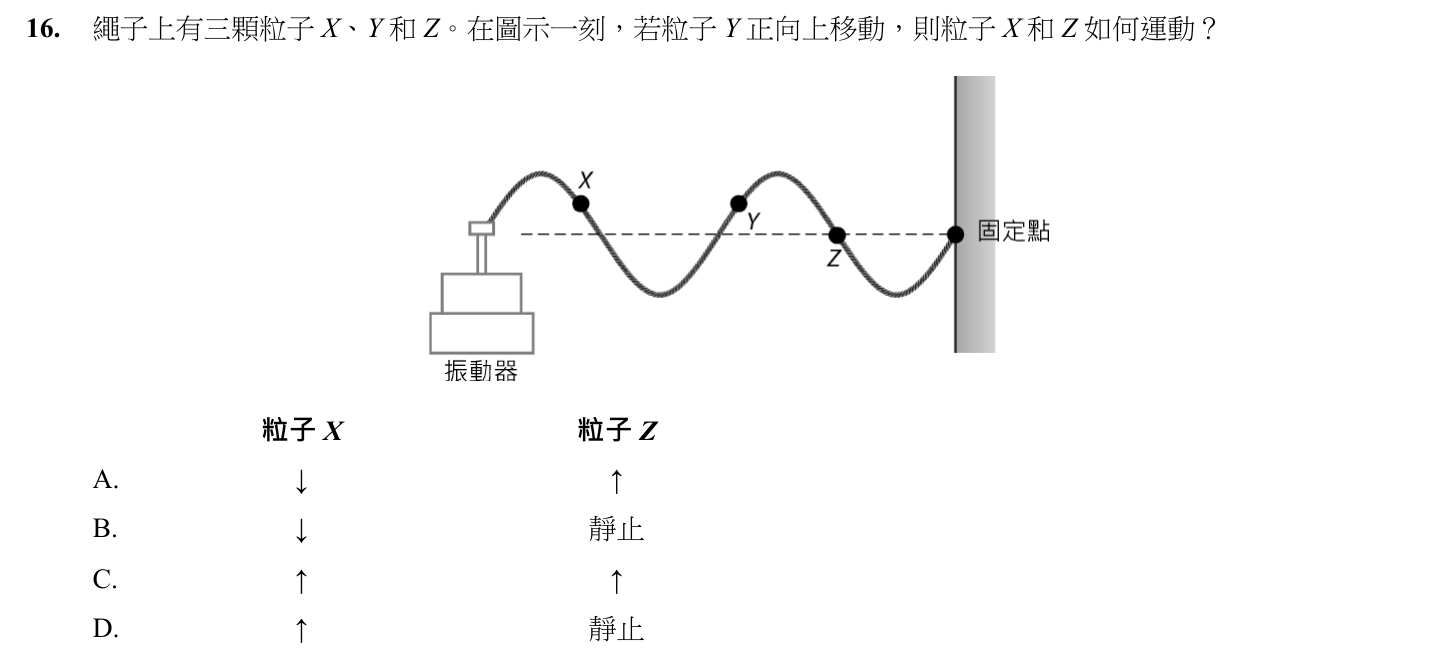 16. 繩子上有三顆粒子 X、Y 和 Z。在圖示一刻，若粒子 Y 正向上移動，則粒子 X 和 Z 如何運動？
X
Y
Z
固定點
振動器
粒子 X 粒子 Z
A. ↓ ↑
B. ↓ 靜止
C. ↑ ↑
D. ↑ 靜止